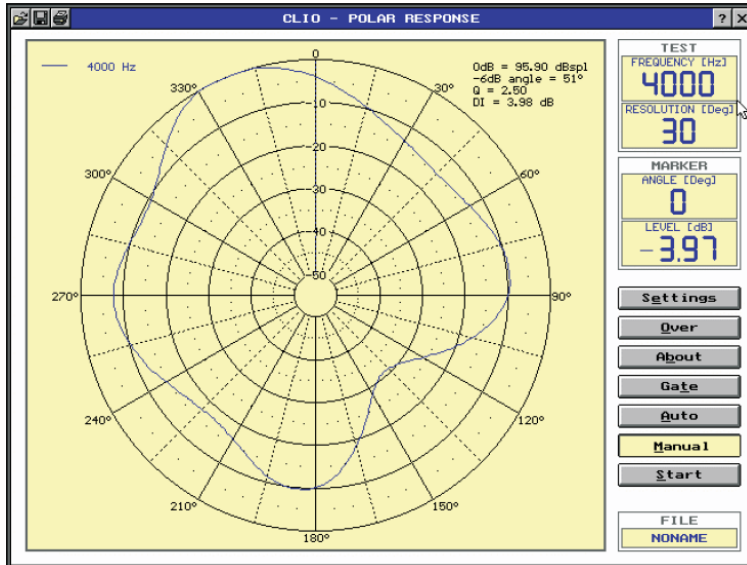 CLIO - POLAR RESPONSE
? X
4000 Hz
0dB = 95.90 dBspl
-6dB angle = 51°
Q = 2.50
DI = 3.98 dB
0
30°
60°
90°
120°
150°
180°
210°
240°
270°
300°
330°
-10
-20
-30
-40
-50
TEST
FREQUENCY [Hz]
4000
RESOLUTION [Deg]
30
MARKER
ANGLE [Deg]
0
LEVEL [dB]
-3.97
Settings
Over
About
Gate
Auto
Manual
Start
FILE
NONAME